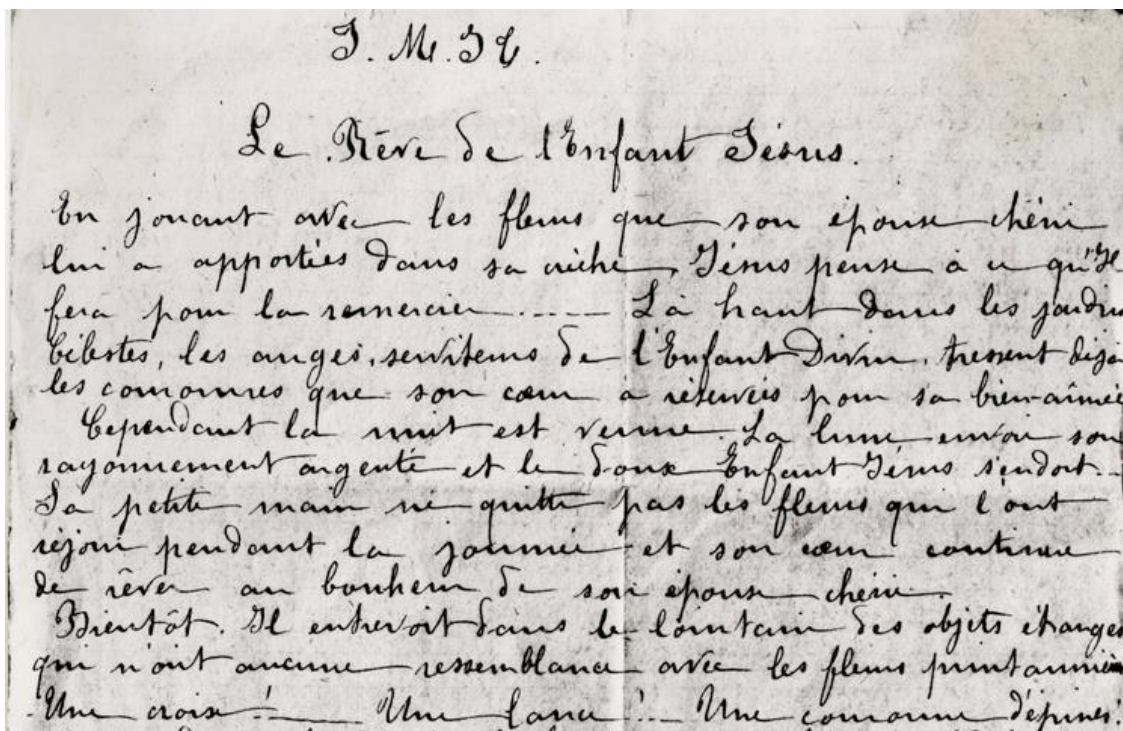 J. M. J. T.
Le Rêve de l'Enfant Jésus.
En jouant avec les fleurs que son épouse chérie
lui a apportées dans sa crèche, Jésus pense à ce qu'Il
fera pour la remercier..... Là haut dans les jardins
Célestes, les anges, serviteurs de l'Enfant Divin, tressent déjà
les couronnes que son cœur a réservées pour sa bien-aimée
Cependant la nuit est venue. La lune envoie son
rayonnement argenté et le doux Enfant Jésus s'endort...
Sa petite main ne quitte pas les fleurs qui l'ont
réjoui pendant la journée et son cœur continue
de rêver au bonheur de son épouse chérie.
Bientôt, Il entrevoit dans le lointain des objets étranges
qui n'ont aucune ressemblance avec les fleurs printanières
Une croix!... Une lance!... Une couronne d'épines!